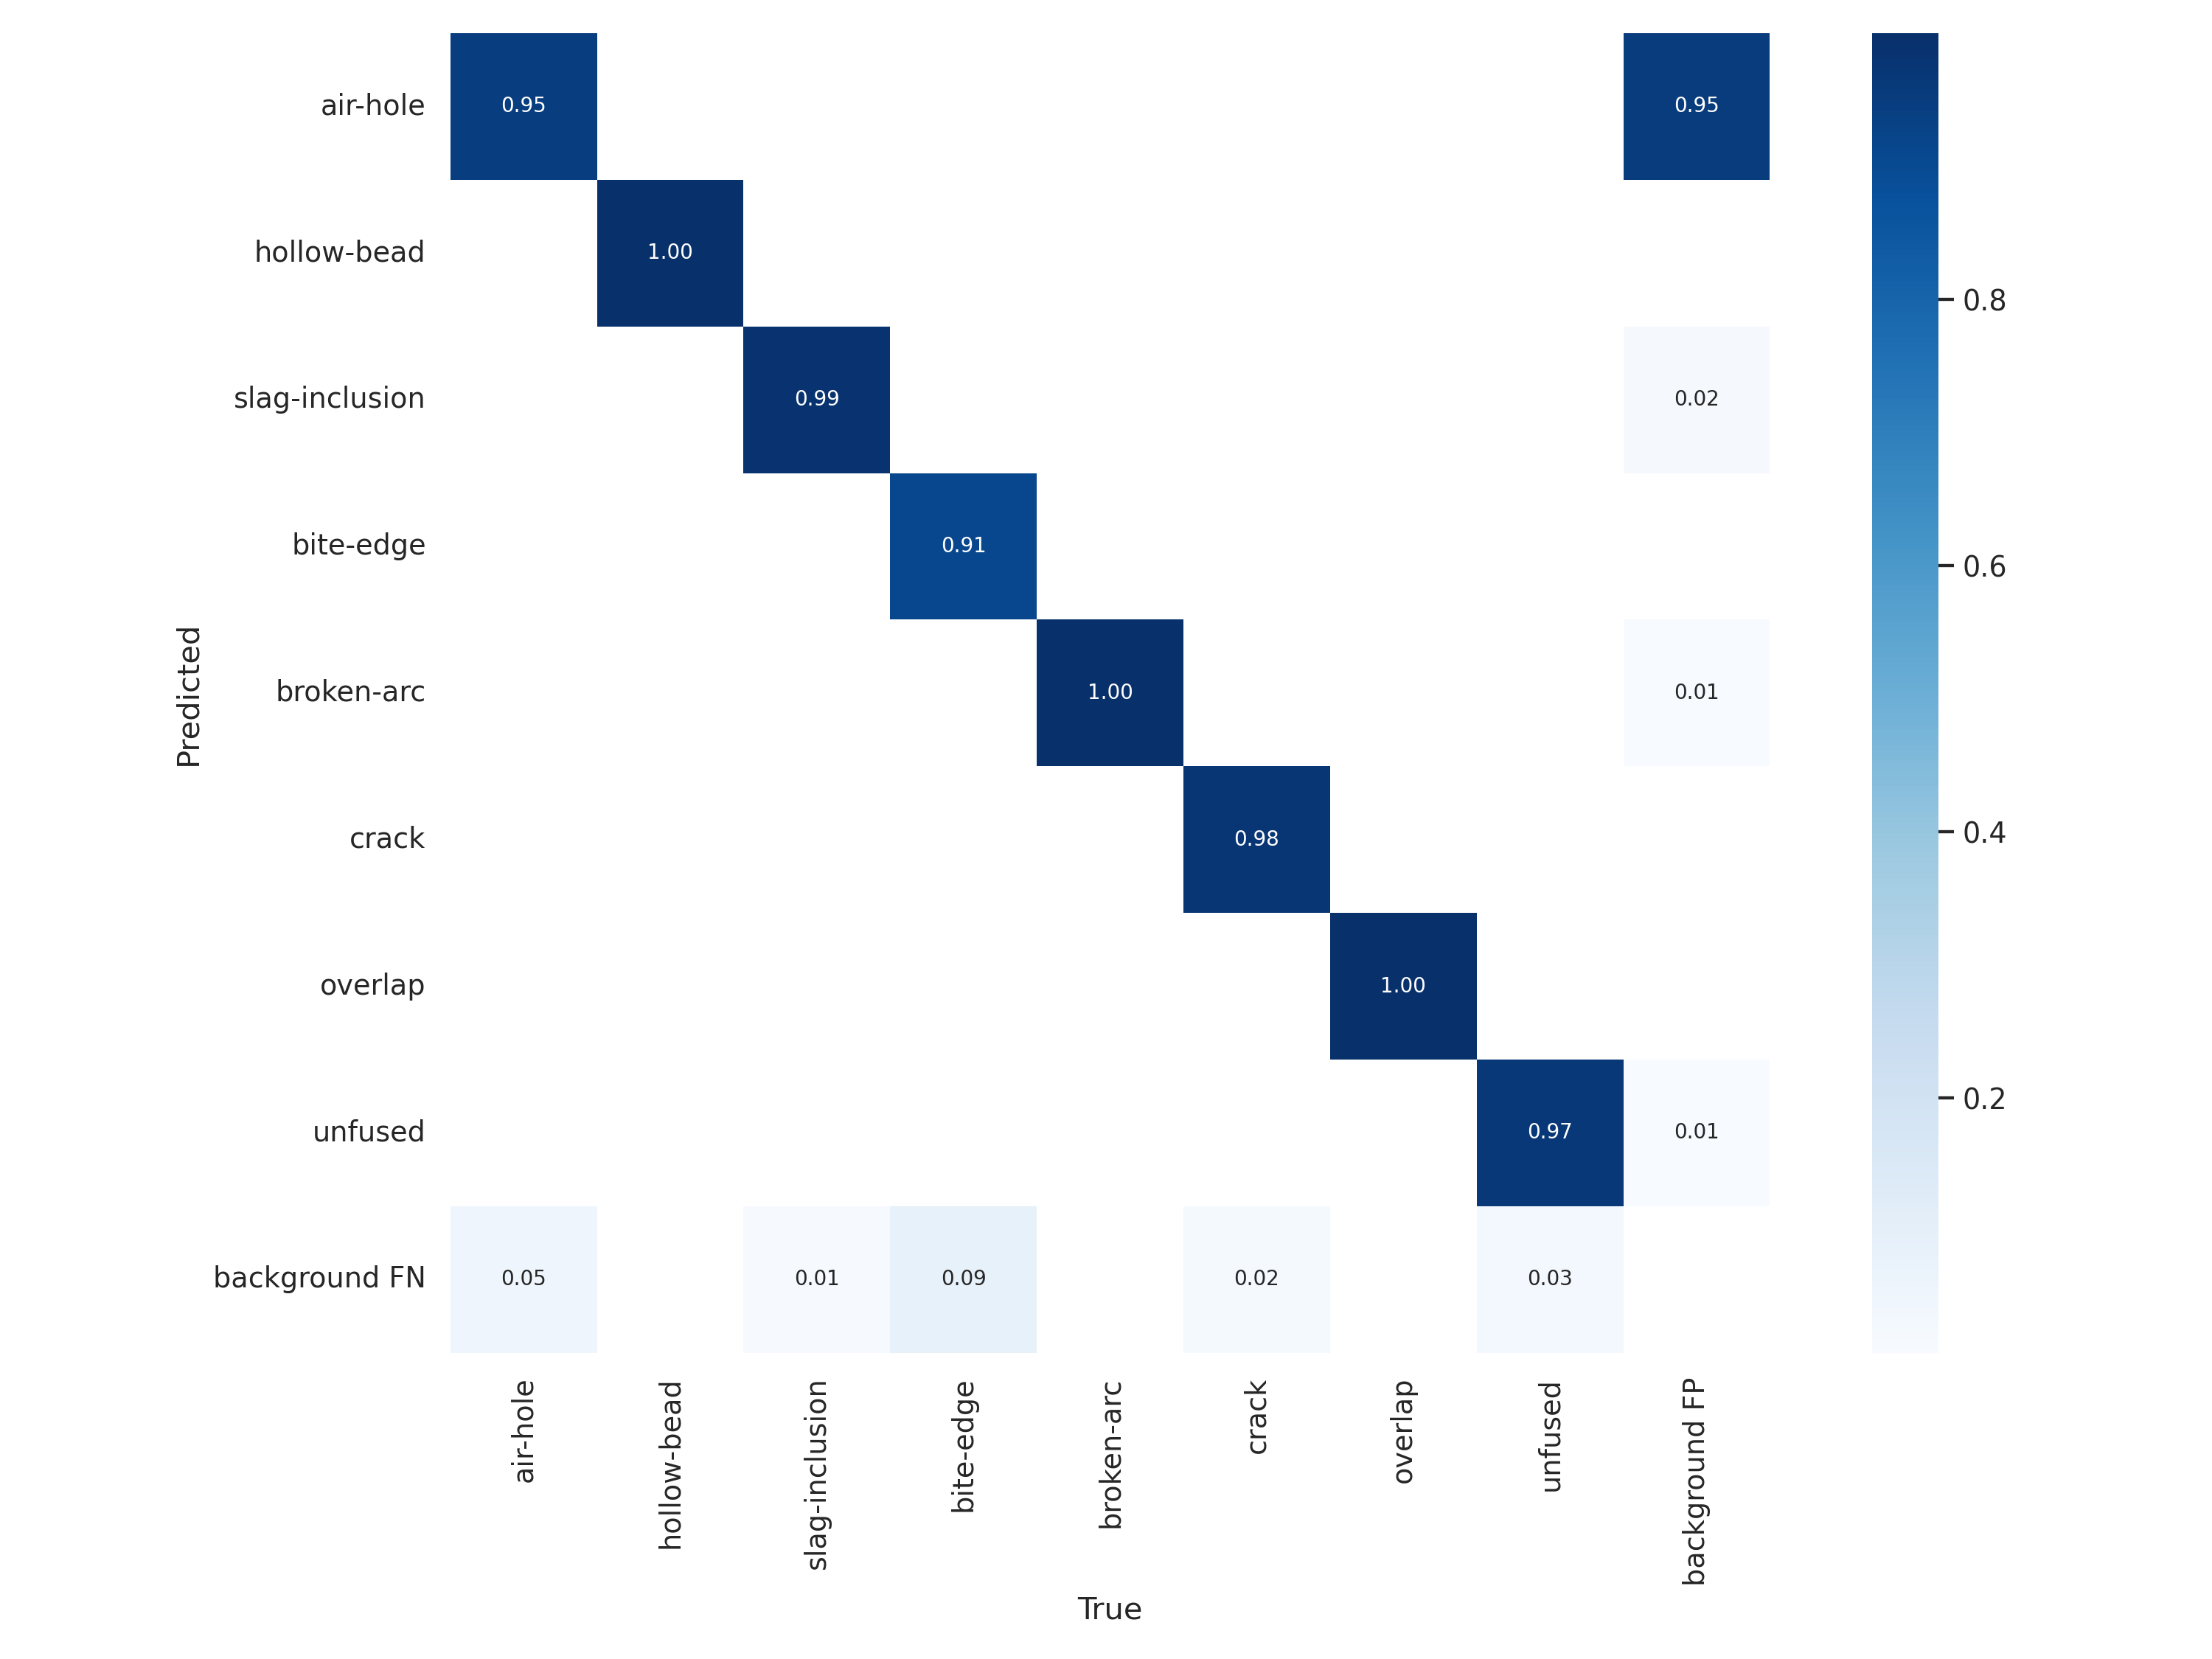 air-hole 0.95 0.95
hollow-bead 1.00
slag-inclusion 0.99 0.02
bite-edge 0.91
broken-arc 1.00 0.01
crack 0.98
overlap 1.00
unfused 0.97 0.01
background FN 0.05 0.01 0.09 0.02 0.03
Predicted
air-hole
hollow-bead
slag-inclusion
bite-edge
broken-arc
crack
overlap
unfused
background FP
True
0.8
0.6
0.4
0.2